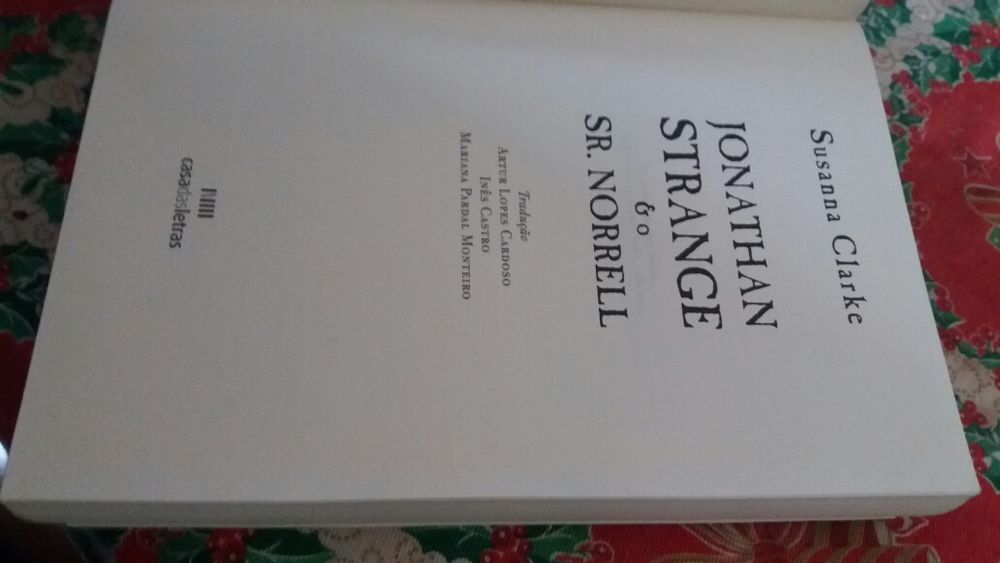 Susanna Clarke
JONATHAN
STRANGE
& o
SR. NORRELL
Tradução
ARTUR LOPES CARDOSO
INÊS CASTRO
MARIANA PARDAL MONTEIRO
casadasletras